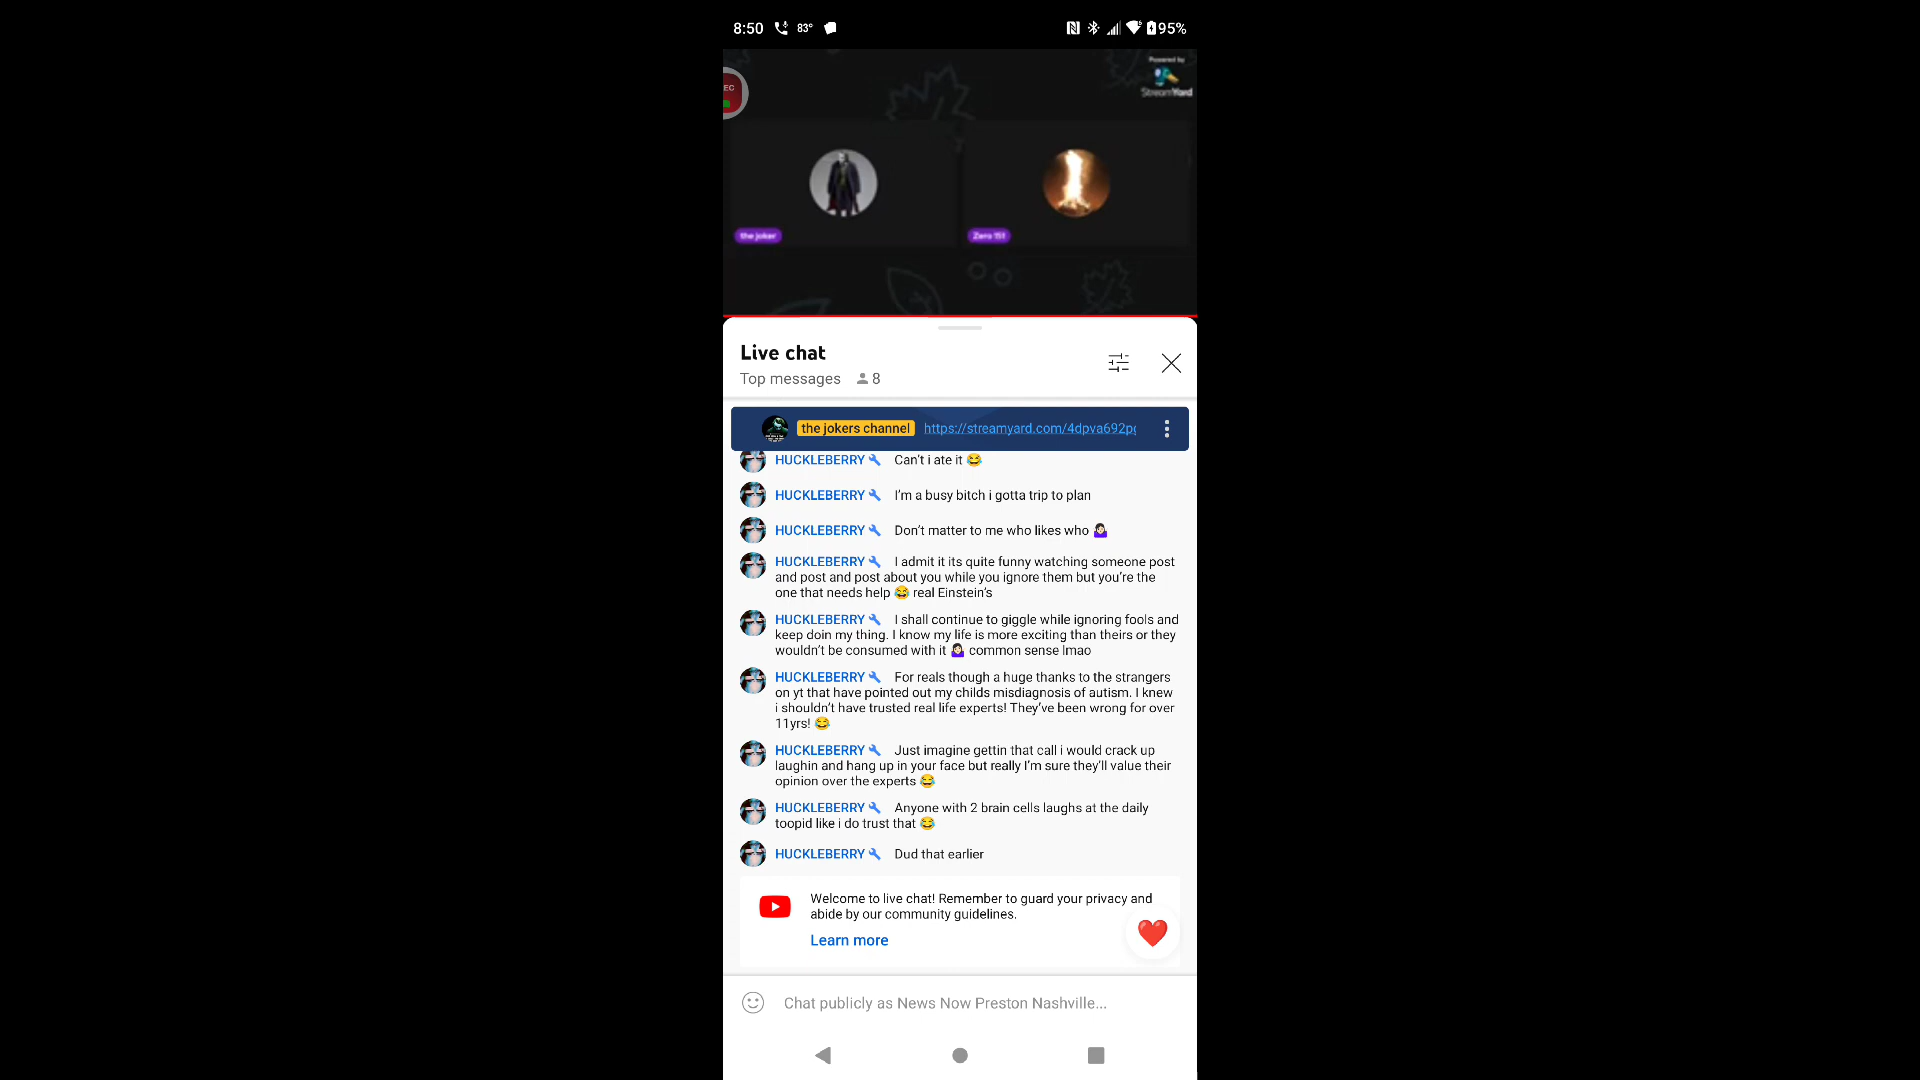 8:50 83° 95%
Powered by
StreamYard
EC
the joker
Zero 151
Live chat
Top messages 8
the jokers channel https://streamyard.com/4dpva692p
HUCKLEBERRY Can't i ate it 😂
HUCKLEBERRY I'm a busy bitch i gotta trip to plan
HUCKLEBERRY Don't matter to me who likes who 🤷🏻‍♀️
HUCKLEBERRY I admit it its quite funny watching someone post
and post and post about you while you ignore them but you're the
one that needs help 😂 real Einstein's
HUCKLEBERRY I shall continue to giggle while ignoring fools and
keep doin my thing. I know my life is more exciting than theirs or they
wouldn't be consumed with it 🤷🏻‍♀️ common sense lmao
HUCKLEBERRY For reals though a huge thanks to the strangers
on yt that have pointed out my childs misdiagnosis of autism. I knew
i shouldn't have trusted real life experts! They've been wrong for over
11yrs! 😂
HUCKLEBERRY Just imagine gettin that call i would crack up
laughin and hang up in your face but really I'm sure they'll value their
opinion over the experts 😂
HUCKLEBERRY Anyone with 2 brain cells laughs at the daily
toopid like i do trust that 😂
HUCKLEBERRY Dud that earlier
Welcome to live chat! Remember to guard your privacy and
abide by our community guidelines.
Learn more
Chat publicly as News Now Preston Nashville...